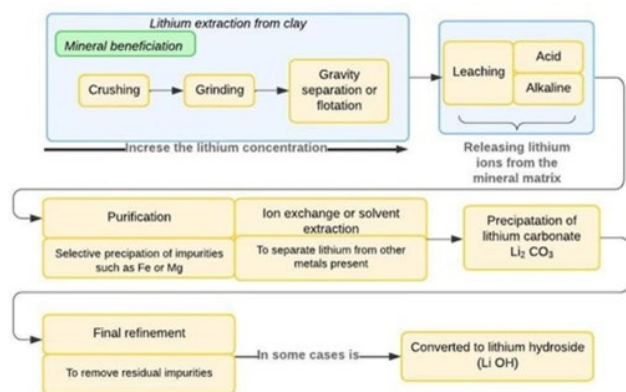 Lithium extraction from clay
Mineral beneficiation
Crushing
Grinding
Gravity
separation or
flotation
Increse the lithium concentration
Leaching
Acid
Alkaline
Releasing lithium
ions from the
mineral matrix
Purification
Selective precipation of impurities
such as Fe or Mg
Ion exchange or solvent
extraction
To separate lithium from other
metals present
Precipatation of
lithium carbonate
Li₂ CO₃
Final refinement
To remove residual impurities
In some cases is
Converted to lithium hydroside
(Li OH)